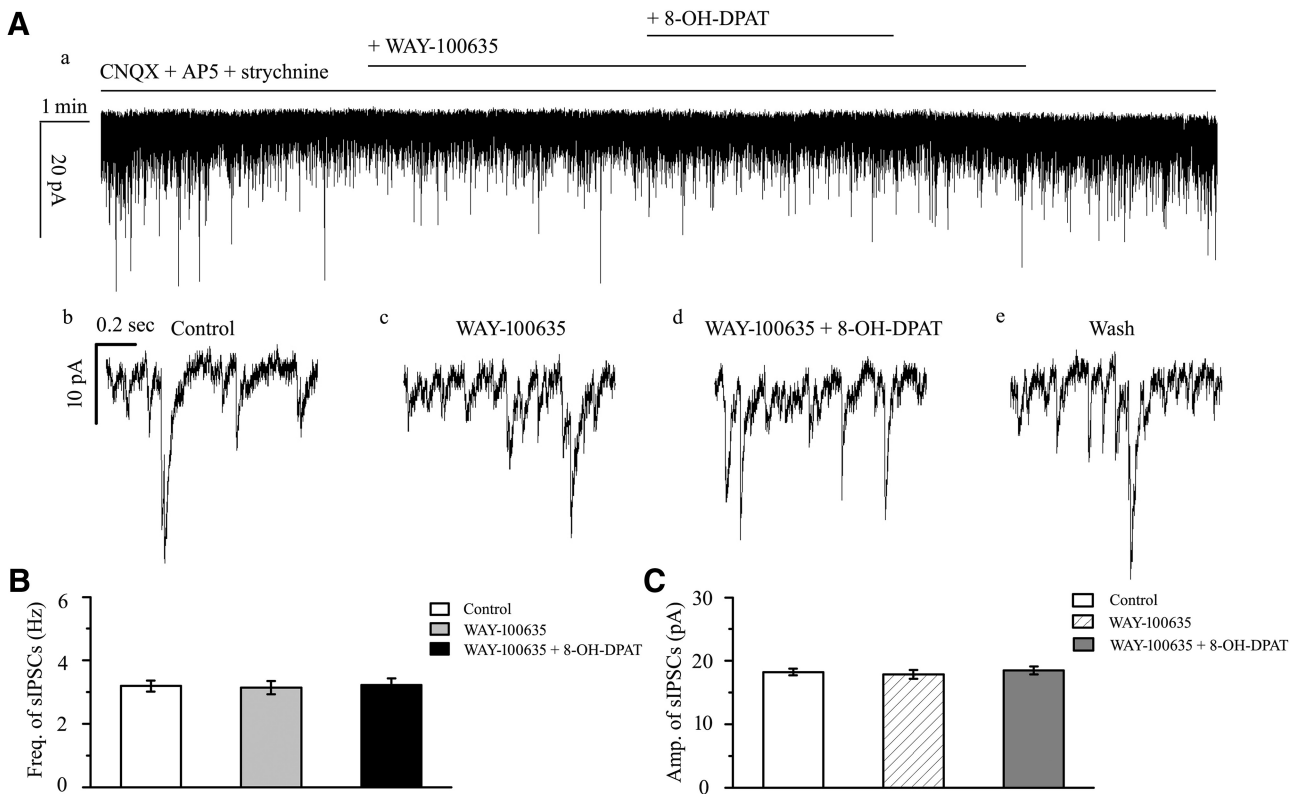 A
+ 8-OH-DPAT
+ WAY-100635
a
CNQX + AP5 + strychnine
1 min
20 pA
b
0.2 sec
Control
10 pA
c
WAY-100635
d
WAY-100635 + 8-OH-DPAT
e
Wash
B
Freq. of sIPSCs (Hz)
6
4
2
0
Control
WAY-100635
WAY-100635 + 8-OH-DPAT
C
Amp. of sIPSCs (pA)
30
20
10
0
Control
WAY-100635
WAY-100635 + 8-OH-DPAT